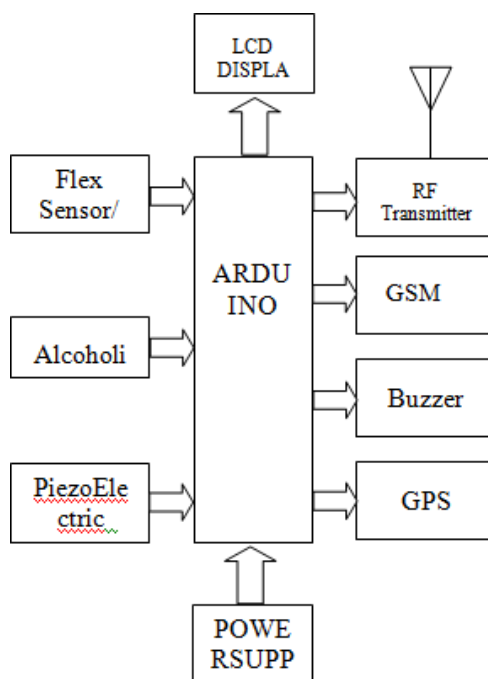 LCD
DISPLA
Flex
Sensor/
RF
Transmitter
ARDU
INO
GSM
Alcoholi
Buzzer
PiezoEle
ctric
GPS
POWE
RSUPP